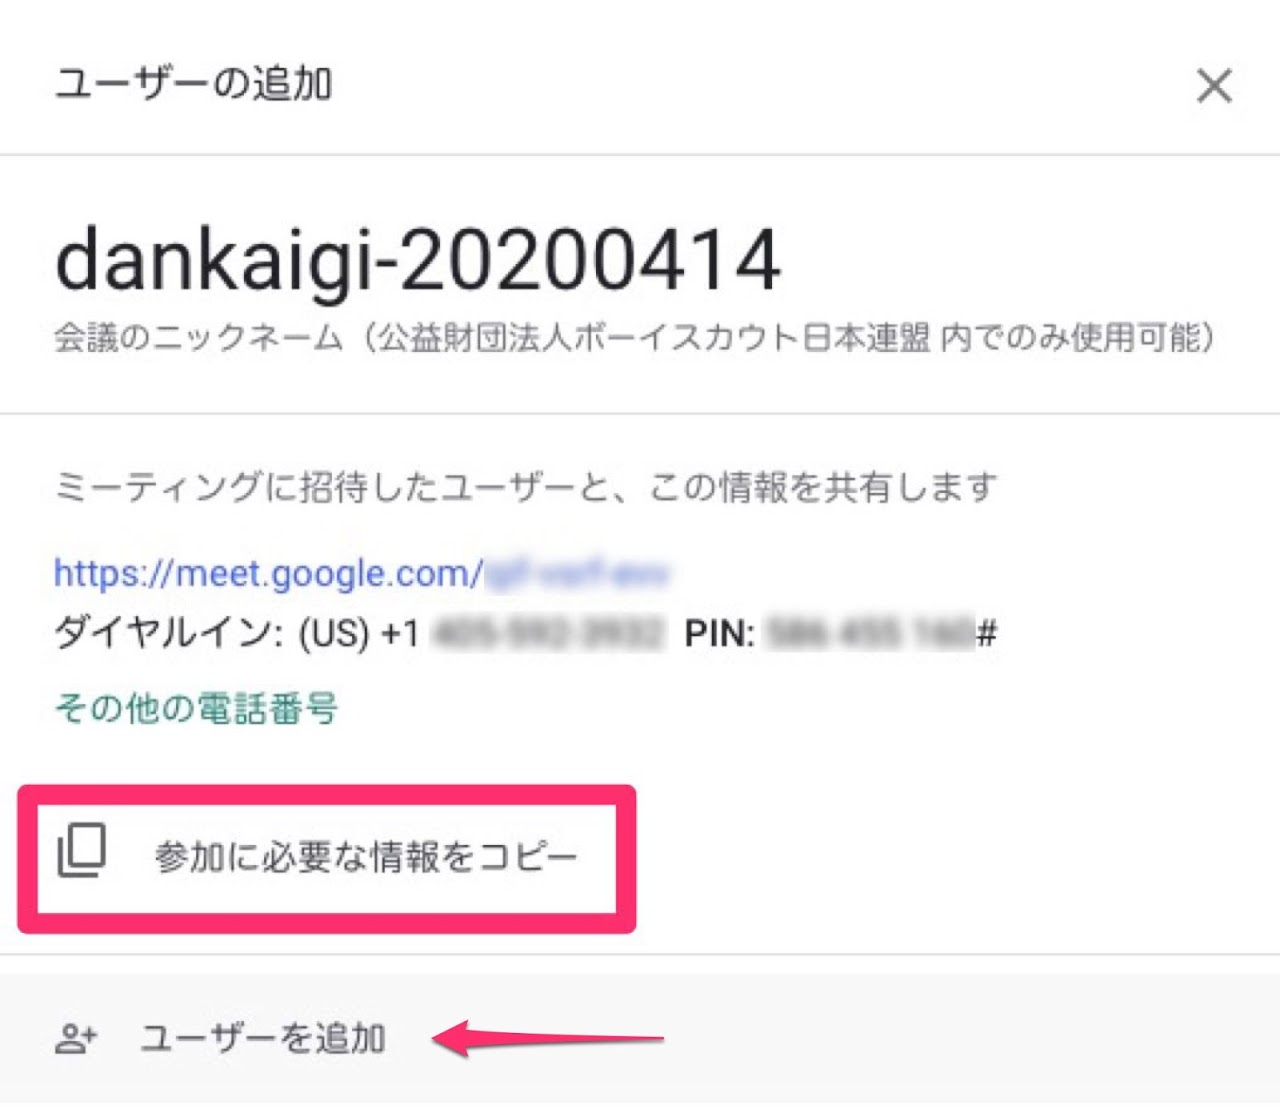 ユーザーの追加
dankaigi-20200414
会議のニックネーム（公益財団法人ボーイスカウト日本連盟 内でのみ使用可能）
ミーティングに招待したユーザーと、この情報を共有します
https://meet.google.com/
ダイヤルイン: (US) +1 PIN: #
その他の電話番号
参加に必要な情報をコピー
ユーザーを追加